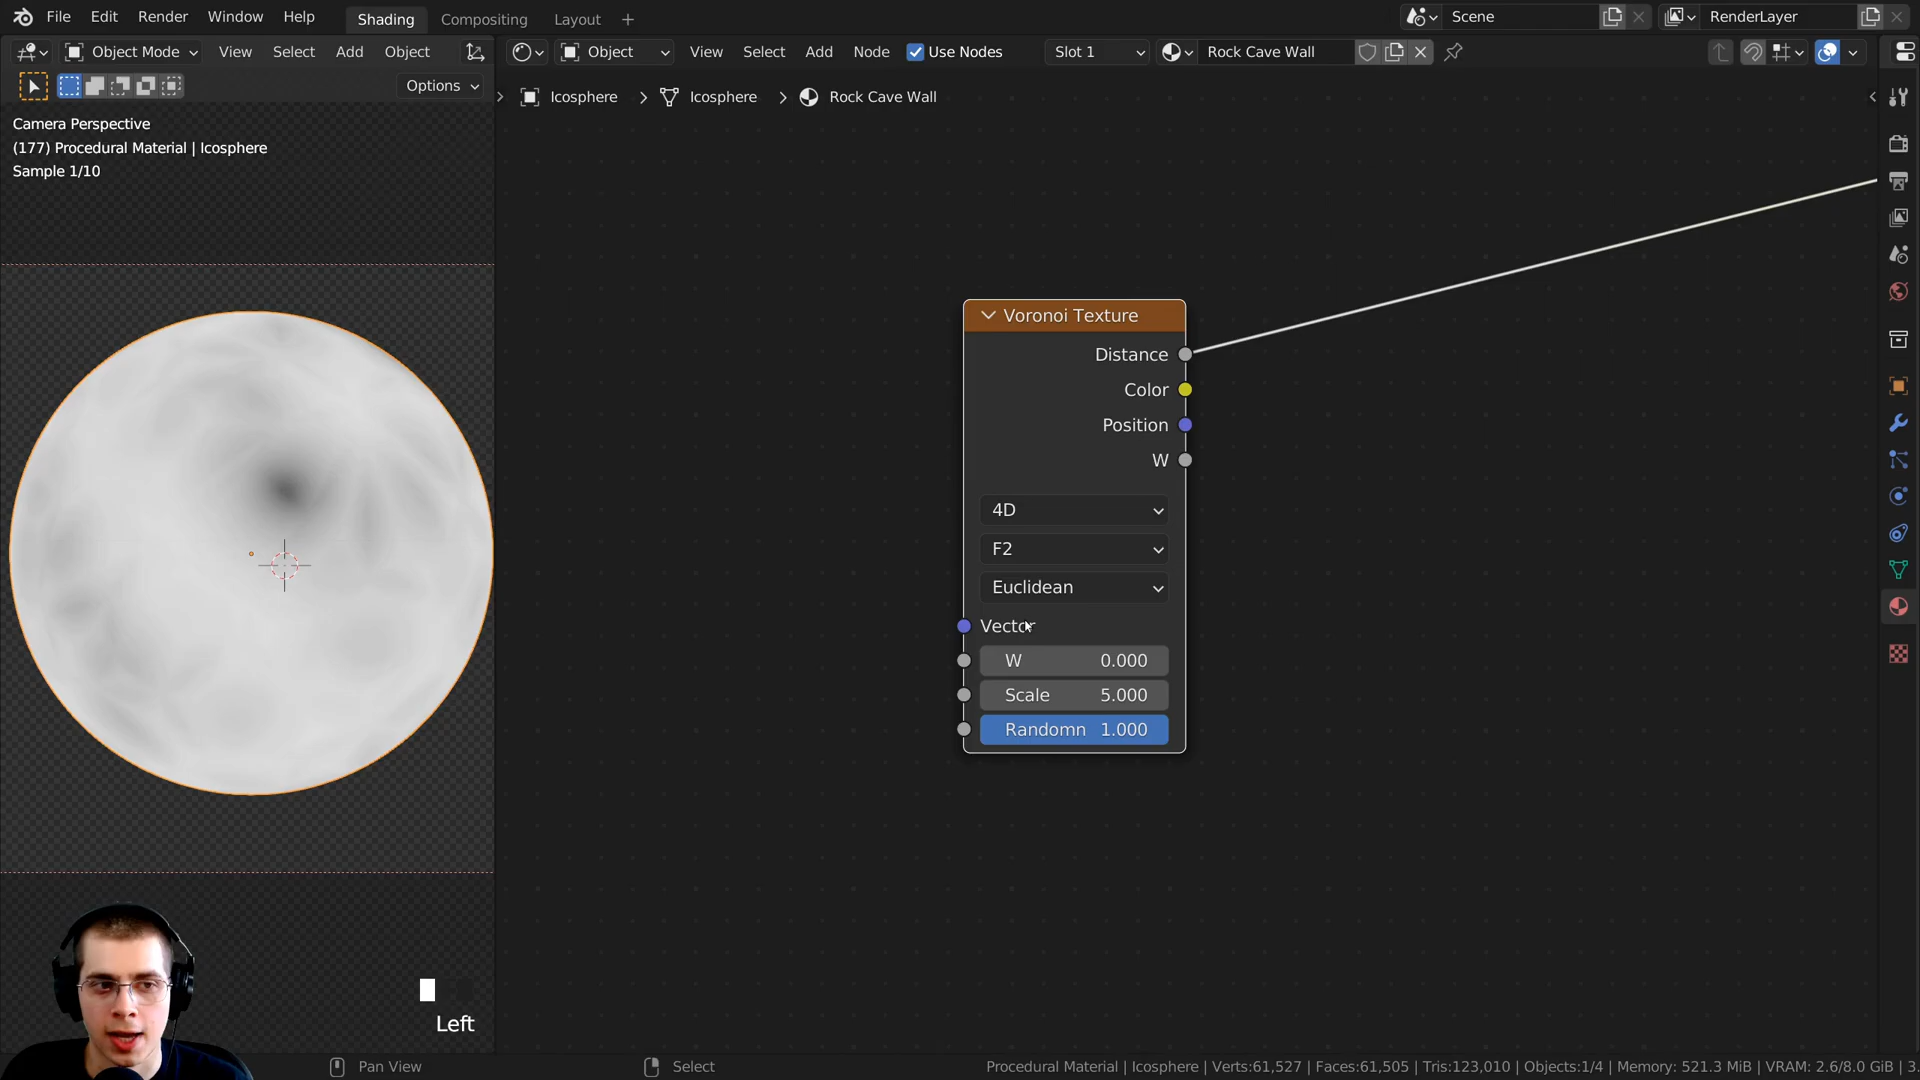 File Edit Render Window Help Shading Compositing Layout + Scene RenderLayer
Object Mode View Select Add Object Object View Select Add Node Use Nodes Slot 1 Rock Cave Wall
Options
Icosphere > Icosphere > Rock Cave Wall
Camera Perspective
(177) Procedural Material | Icosphere
Sample 1/10
Voronoi Texture
Distance
Color
Position
W
4D
F2
Euclidean
Vector
W 0.000
Scale 5.000
Randomn 1.000
Left
Pan View Select Procedural Material | Icosphere | Verts:61,527 | Faces:61,505 | Tris:123,010 | Objects:1/4 | Memory: 521.3 MiB | VRAM: 2.6/8.0 GiB | 3.